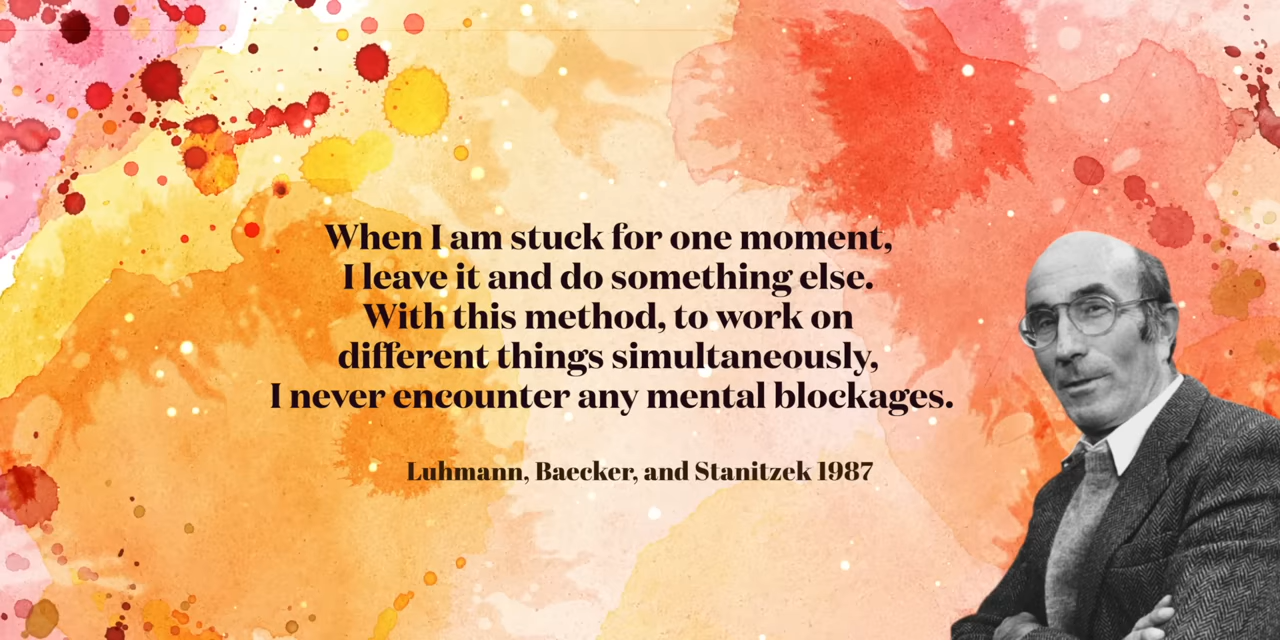 When I am stuck for one moment,
I leave it and do something else.
With this method, to work on
different things simultaneously,
I never encounter any mental blockages.
Luhmann, Baecker, and Stanitzek 1987